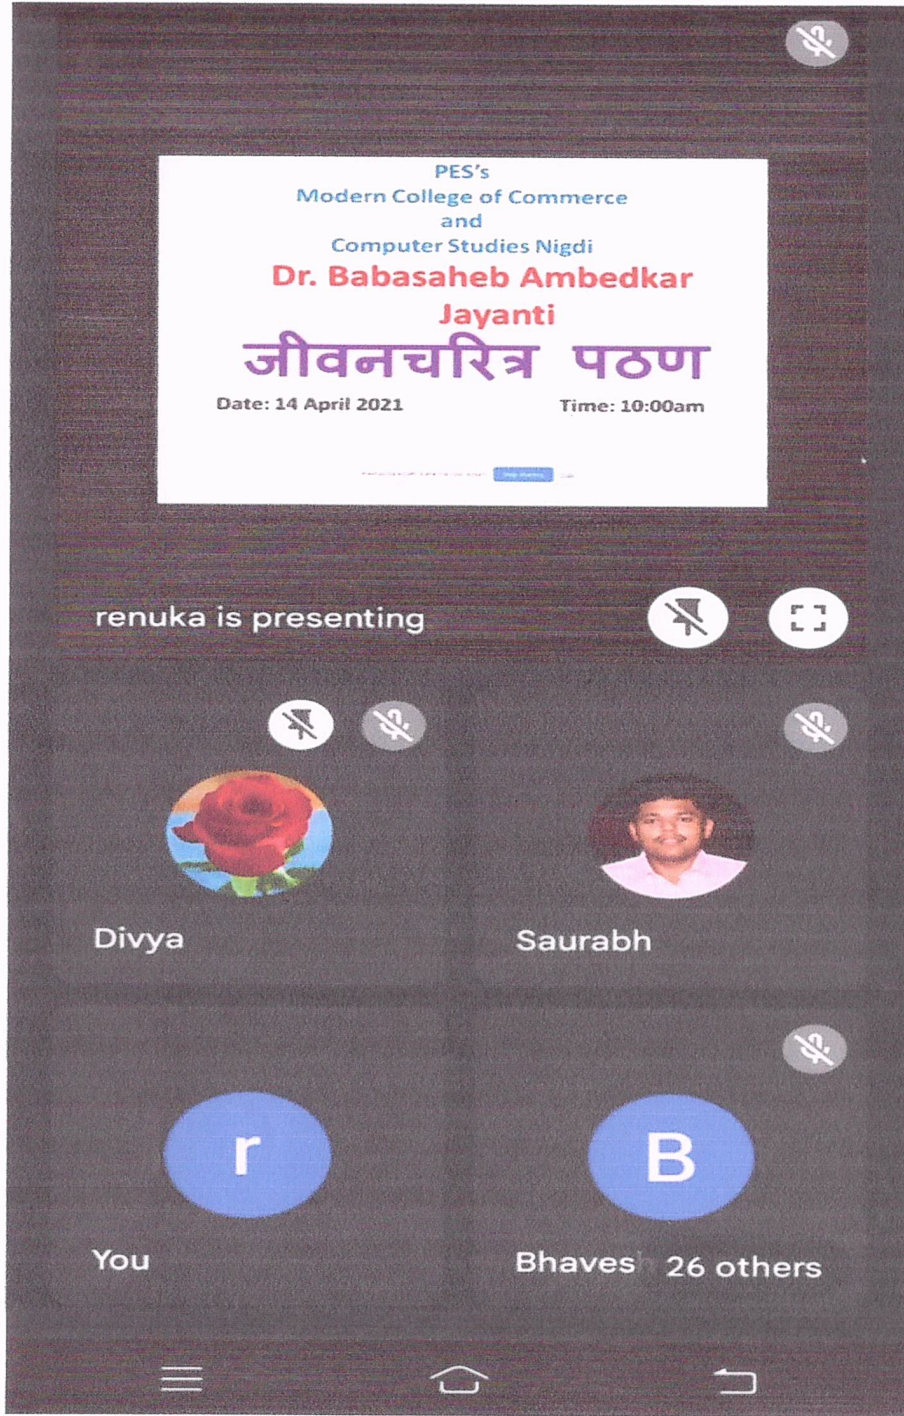 PES's
Modern College of Commerce
and
Computer Studies Nigdi
Dr. Babasaheb Ambedkar
Jayanti
जीवनचरित्र पठण
Date: 14 April 2021 Time: 10:00am
renuka is presenting
Divya
Saurabh
r
B
You
Bhavesh 26 others